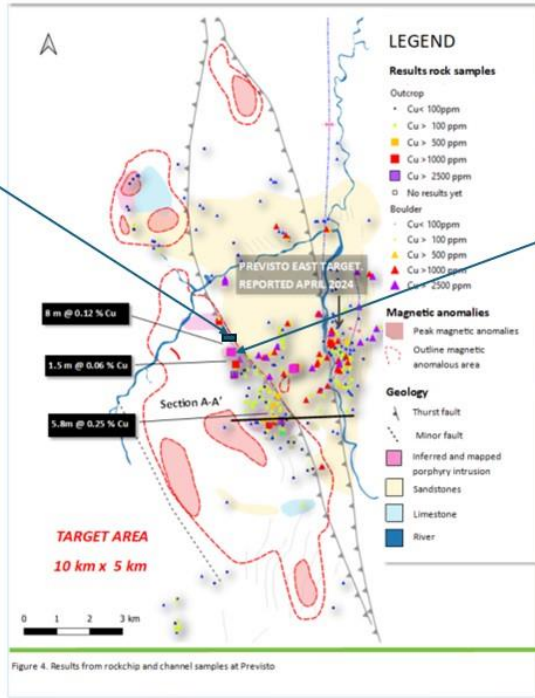 LEGEND
Results rock samples
Outcrop
Cu< 100ppm
Cu > 100 ppm
Cu > 500 ppm
Cu >1000 ppm
Cu > 2500 ppm
No results yet
Boulder
Cu< 100ppm
Cu > 100 ppm
Cu > 500 ppm
Cu >1000 ppm
Cu > 2500 ppm
Magnetic anomalies
Peak magnetic anomalies
Outline magnetic
anomalous area
Geology
Thurst fault
Minor fault
Inferred and mapped
porphyry intrusion
Sandstones
Limestone
River
PREVISTO EAST TARGET.
REPORTED APRIL 2024
8 m @ 0.12 % Cu
1.5 m @ 0.06 % Cu
Section A-A'
5.8m @ 0.25 % Cu
TARGET AREA
10 km x 5 km
0 1 2 3 km
Figure 4. Results from rockchip and channel samples at Previsto